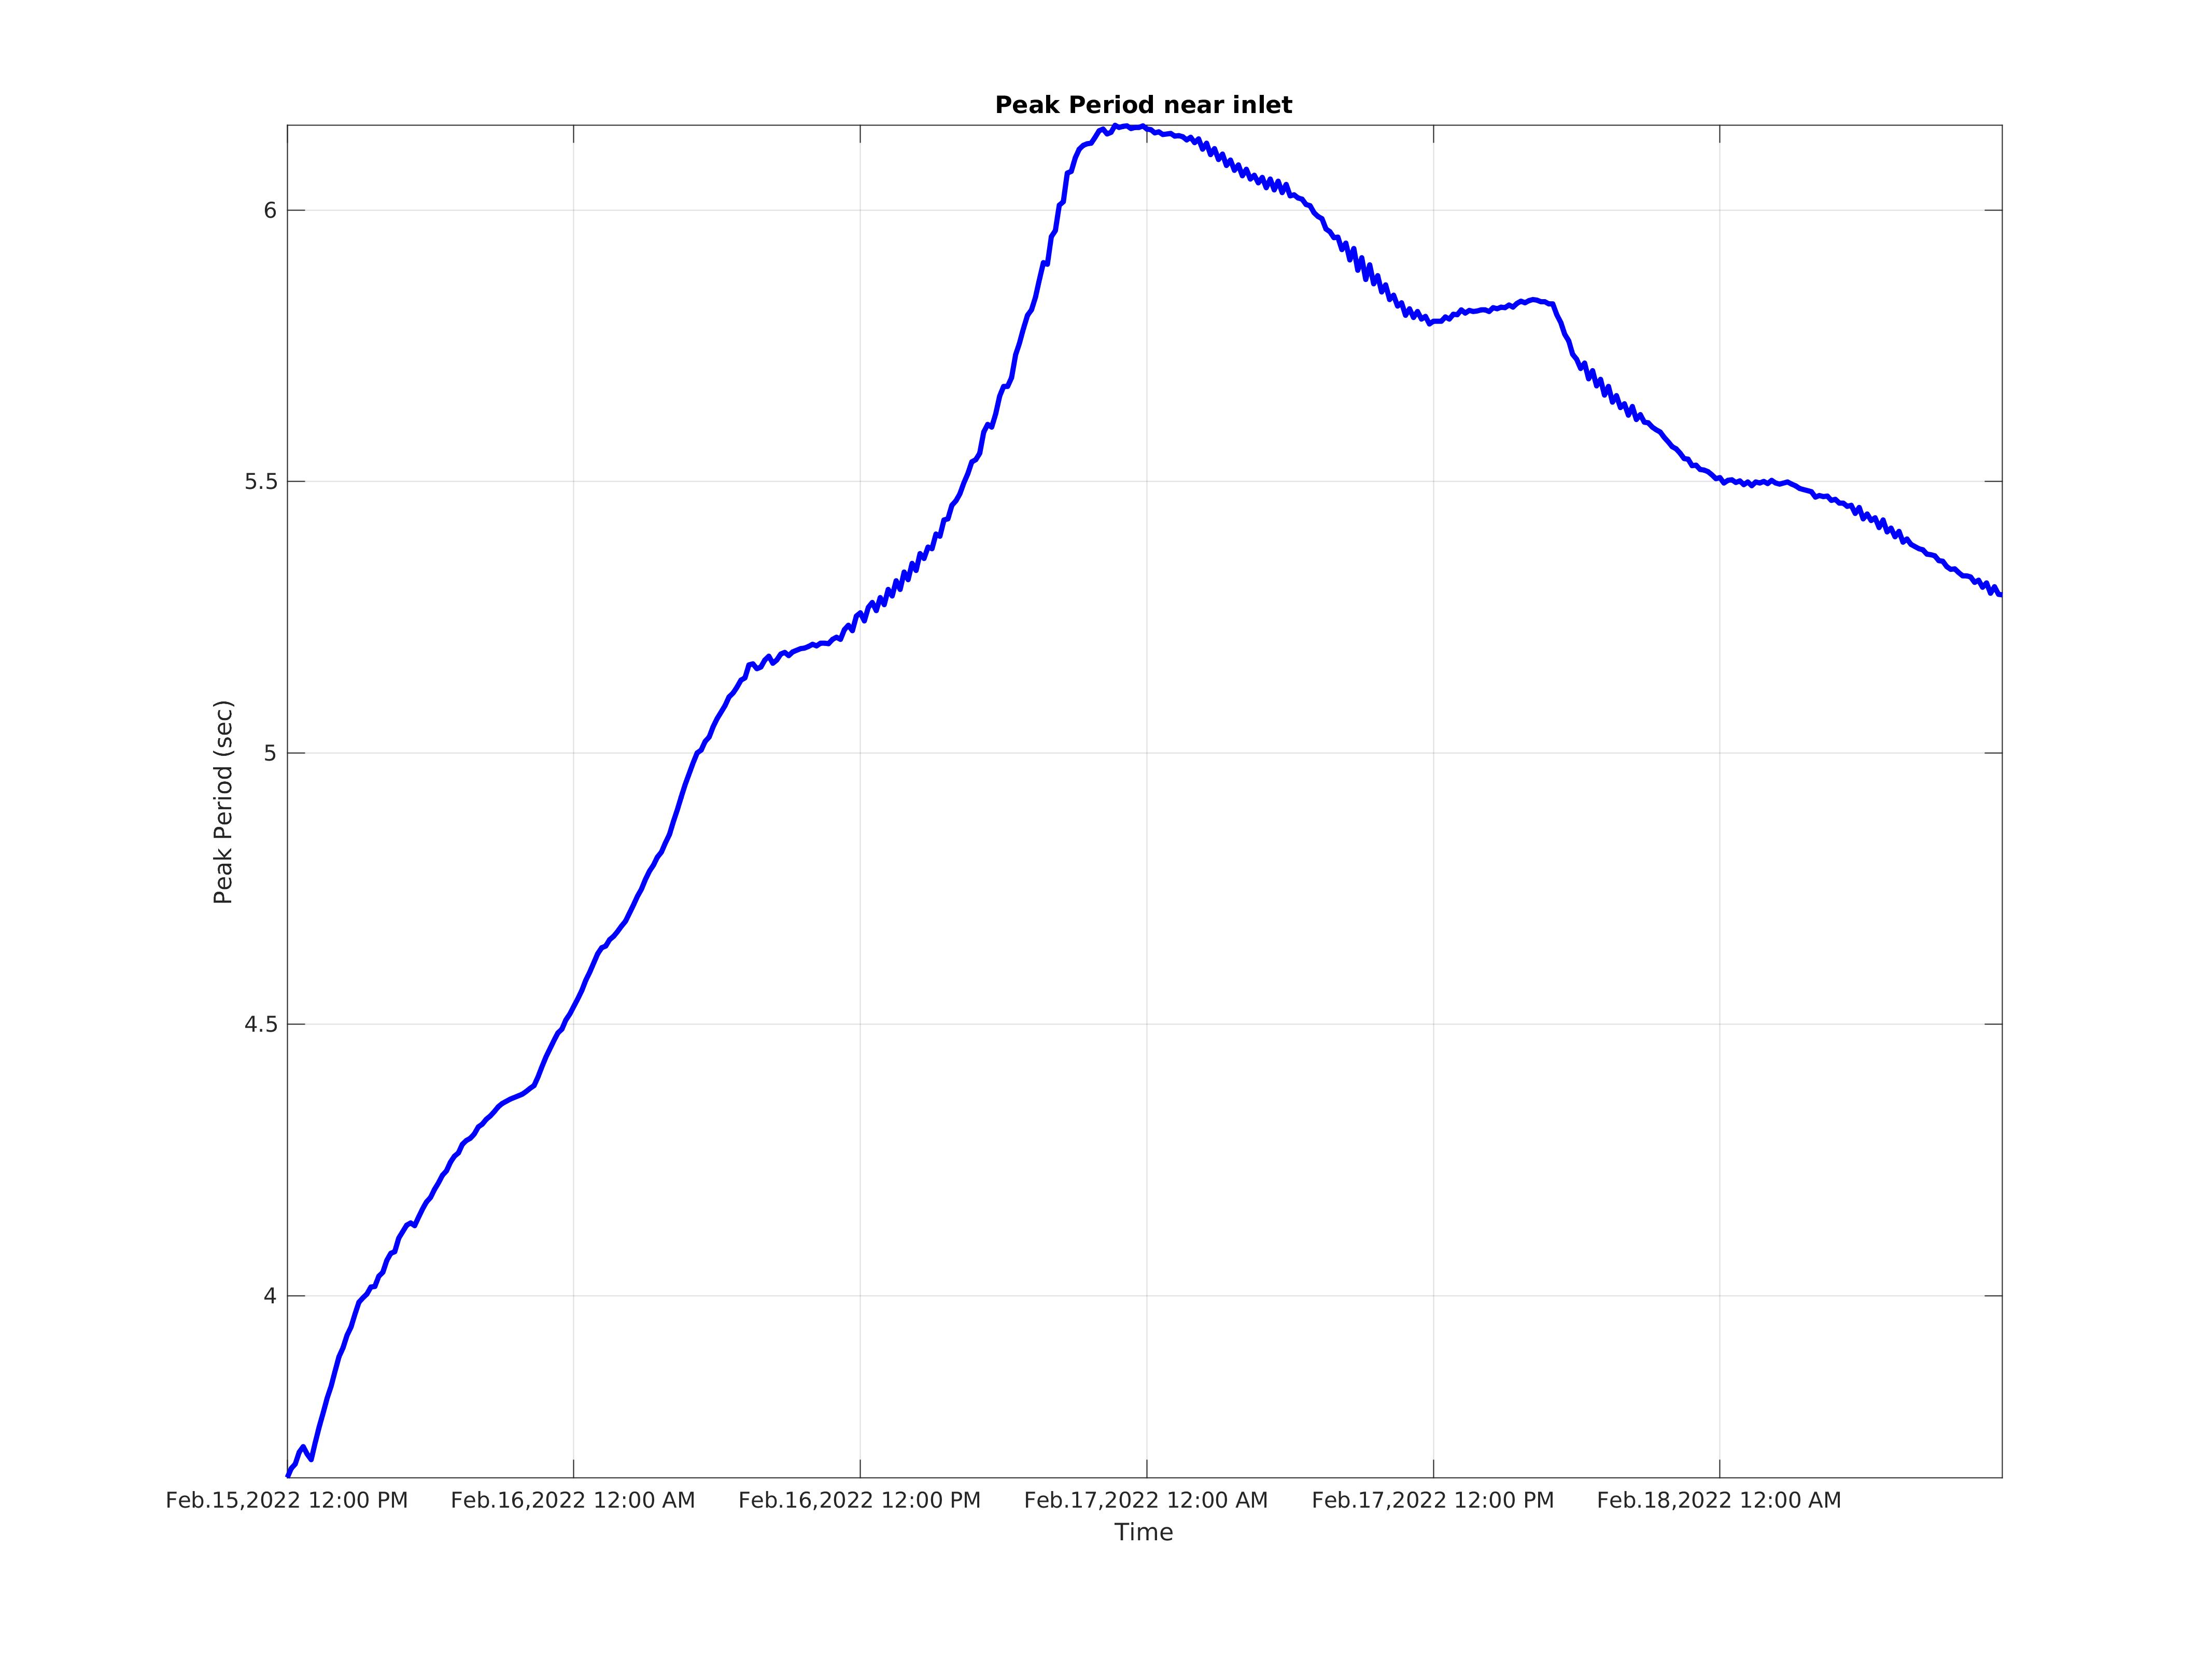 Peak Period near inlet
6
5.5
5
4.5
4
Peak Period (sec)
Feb.15,2022 12:00 PM
Feb.16,2022 12:00 AM
Feb.16,2022 12:00 PM
Feb.17,2022 12:00 AM
Feb.17,2022 12:00 PM
Feb.18,2022 12:00 AM
Time